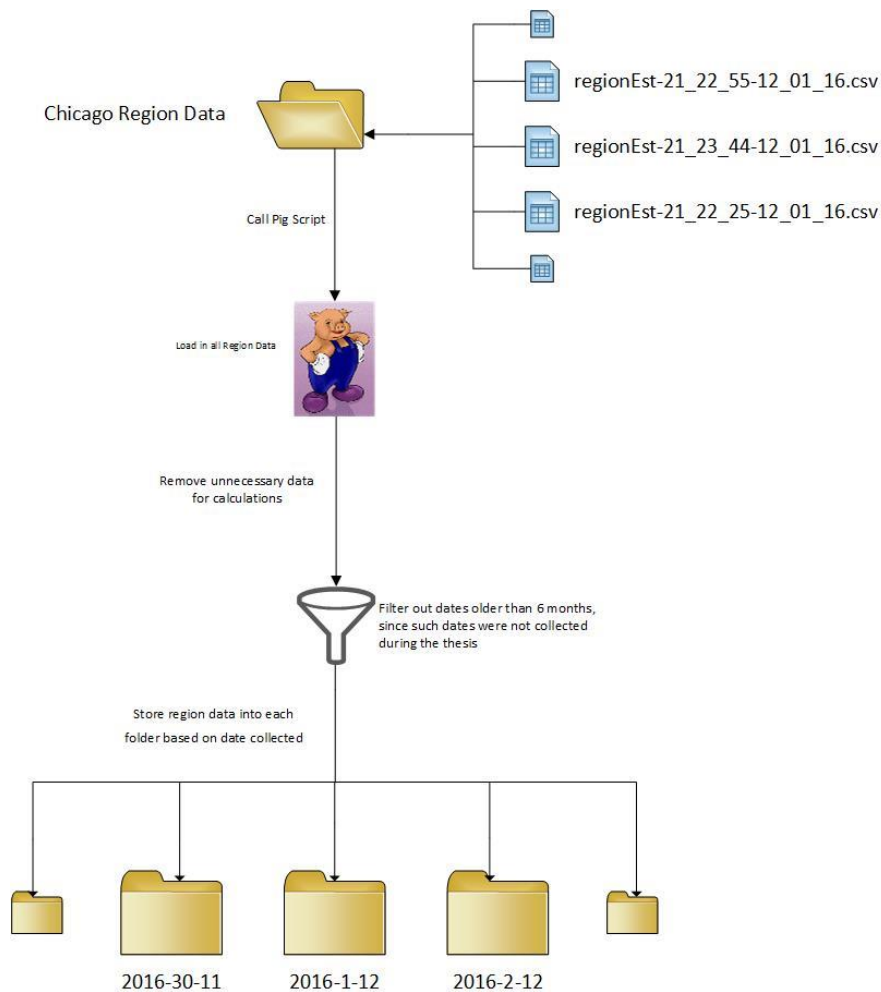 Chicago Region Data
regionEst-21_22_55-12_01_16.csv
regionEst-21_23_44-12_01_16.csv
regionEst-21_22_25-12_01_16.csv
Call Pig Script
Load in all Region Data
Remove unnecessary data
for calculations
Filter out dates older than 6 months,
since such dates were not collected
during the thesis
Store region data into each
folder based on date collected
2016-30-11
2016-1-12
2016-2-12